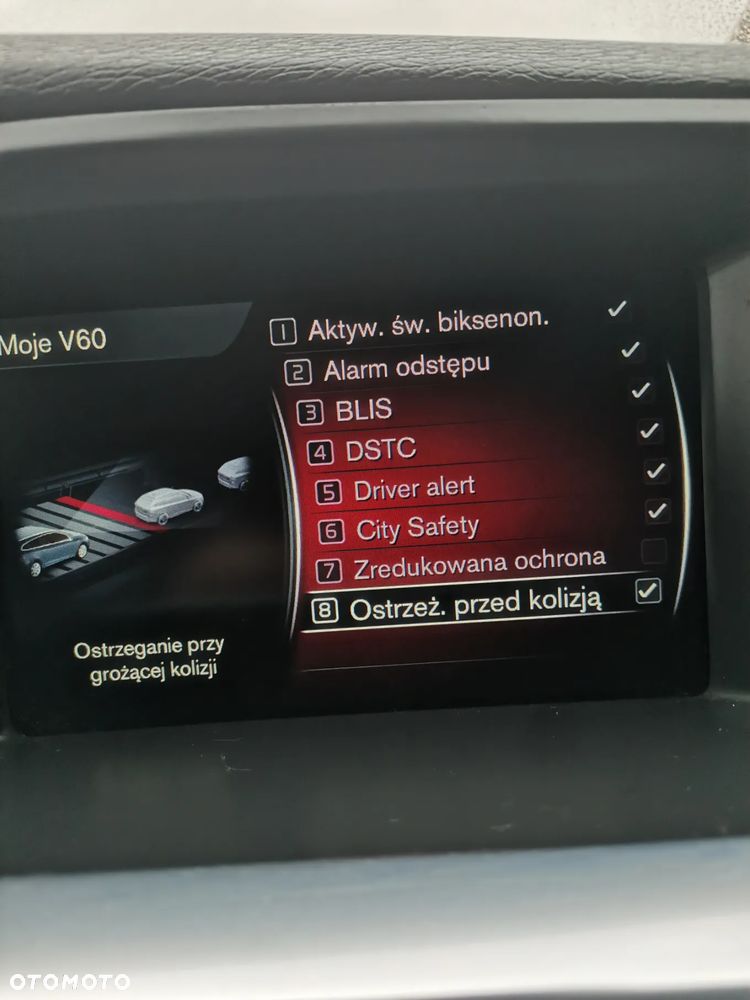 Moje V60
1 Aktyw. św. biksenon.
2 Alarm odstępu
3 BLIS
4 DSTC
5 Driver alert
6 City Safety
7 Zredukowana ochrona
8 Ostrzeż. przed kolizją
Ostrzeganie przy
grożącej kolizji
OTOMOTO